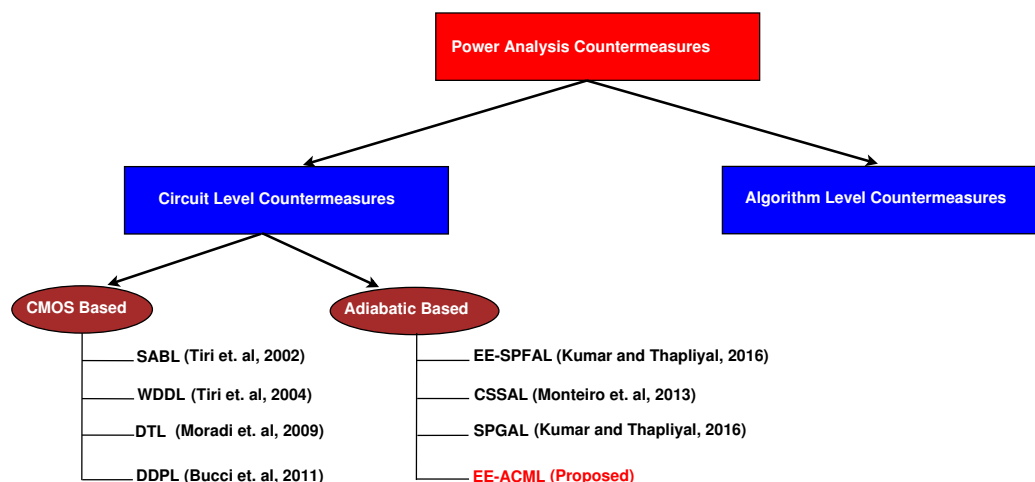 Power Analysis Countermeasures
Circuit Level Countermeasures
Algorithm Level Countermeasures
CMOS Based
Adiabatic Based
SABL (Tiri et. al, 2002)
WDDL (Tiri et. al, 2004)
DTL (Moradi et. al, 2009)
DDPL (Bucci et. al, 2011)
EE-SPFAL (Kumar and Thapliyal, 2016)
CSSAL (Monteiro et. al, 2013)
SPGAL (Kumar and Thapliyal, 2016)
EE-ACML (Proposed)